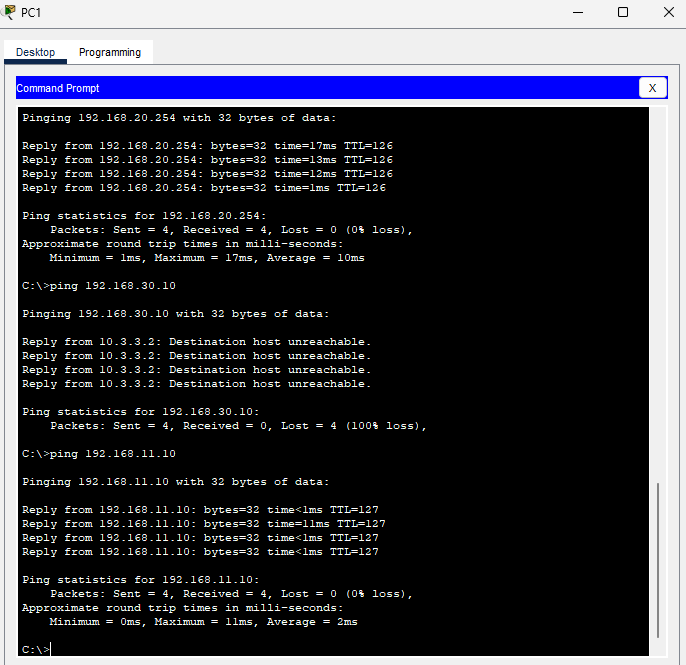 PC1
Desktop Programming
Command Prompt X
Pinging 192.168.20.254 with 32 bytes of data:
Reply from 192.168.20.254: bytes=32 time=17ms TTL=126
Reply from 192.168.20.254: bytes=32 time=13ms TTL=126
Reply from 192.168.20.254: bytes=32 time=12ms TTL=126
Reply from 192.168.20.254: bytes=32 time=1ms TTL=126
Ping statistics for 192.168.20.254:
Packets: Sent = 4, Received = 4, Lost = 0 (0% loss),
Approximate round trip times in milli-seconds:
Minimum = 1ms, Maximum = 17ms, Average = 10ms
C:\>ping 192.168.30.10
Pinging 192.168.30.10 with 32 bytes of data:
Reply from 10.3.3.2: Destination host unreachable.
Reply from 10.3.3.2: Destination host unreachable.
Reply from 10.3.3.2: Destination host unreachable.
Reply from 10.3.3.2: Destination host unreachable.
Ping statistics for 192.168.30.10:
Packets: Sent = 4, Received = 0, Lost = 4 (100% loss),
C:\>ping 192.168.11.10
Pinging 192.168.11.10 with 32 bytes of data:
Reply from 192.168.11.10: bytes=32 time<1ms TTL=127
Reply from 192.168.11.10: bytes=32 time=11ms TTL=127
Reply from 192.168.11.10: bytes=32 time<1ms TTL=127
Reply from 192.168.11.10: bytes=32 time<1ms TTL=127
Ping statistics for 192.168.11.10:
Packets: Sent = 4, Received = 4, Lost = 0 (0% loss),
Approximate round trip times in milli-seconds:
Minimum = 0ms, Maximum = 11ms, Average = 2ms
C:\>